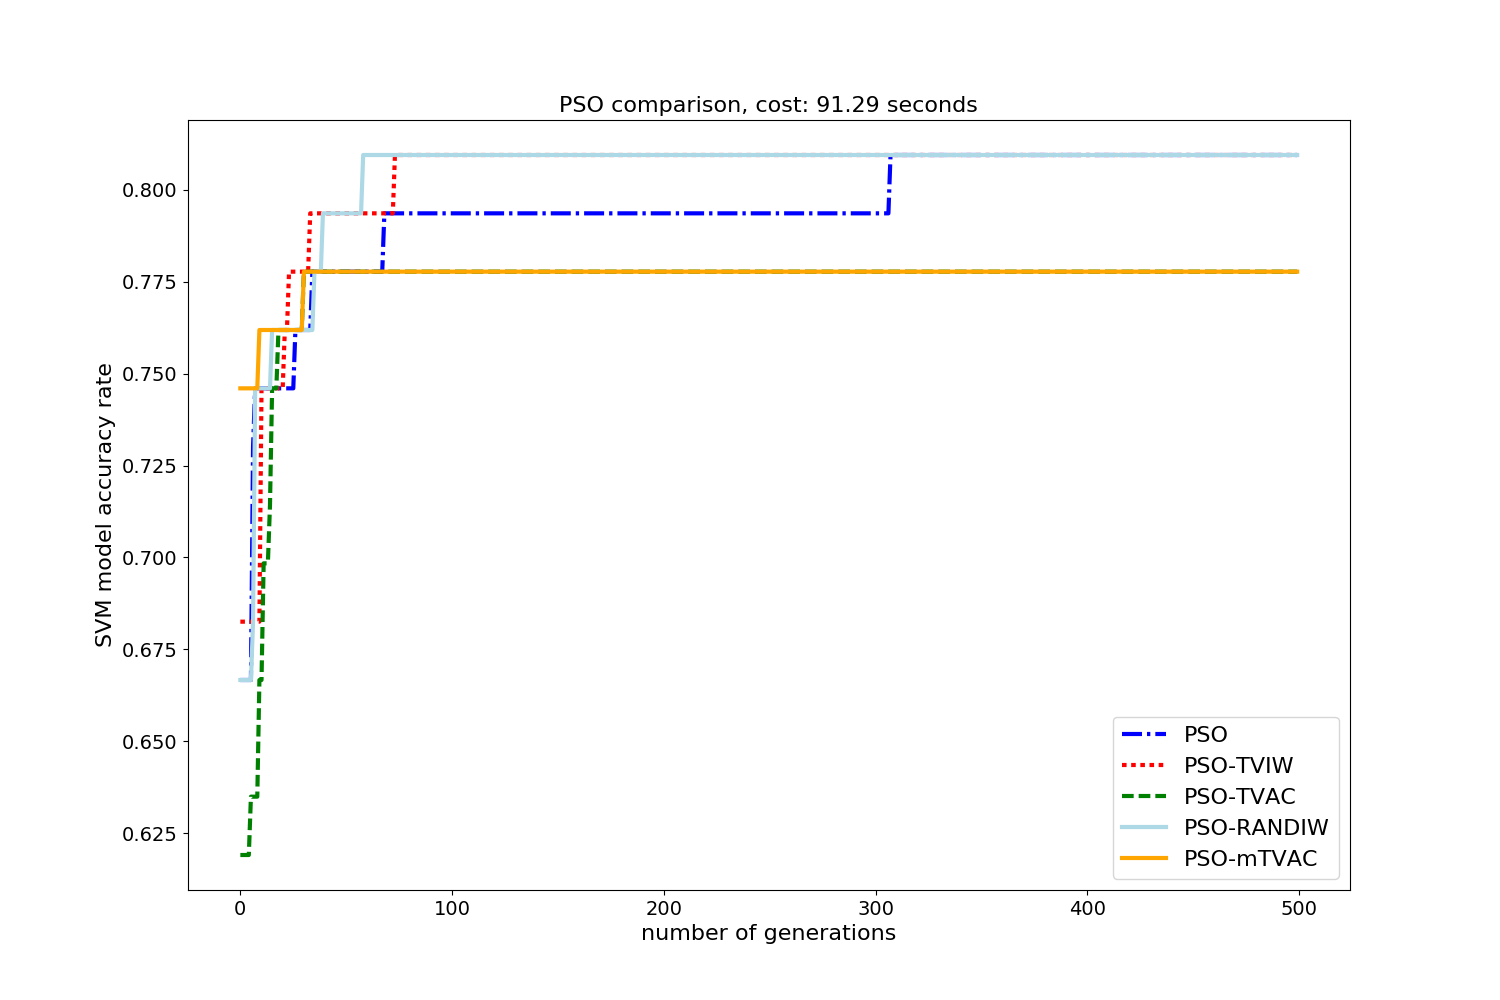 PSO comparison, cost: 91.29 seconds
0.800
0.775
0.750
0.725
0.700
0.675
0.650
0.625
SVM model accuracy rate
0 100 200 300 400 500
number of generations
PSO
PSO-TVIW
PSO-TVAC
PSO-RANDIW
PSO-mTVAC